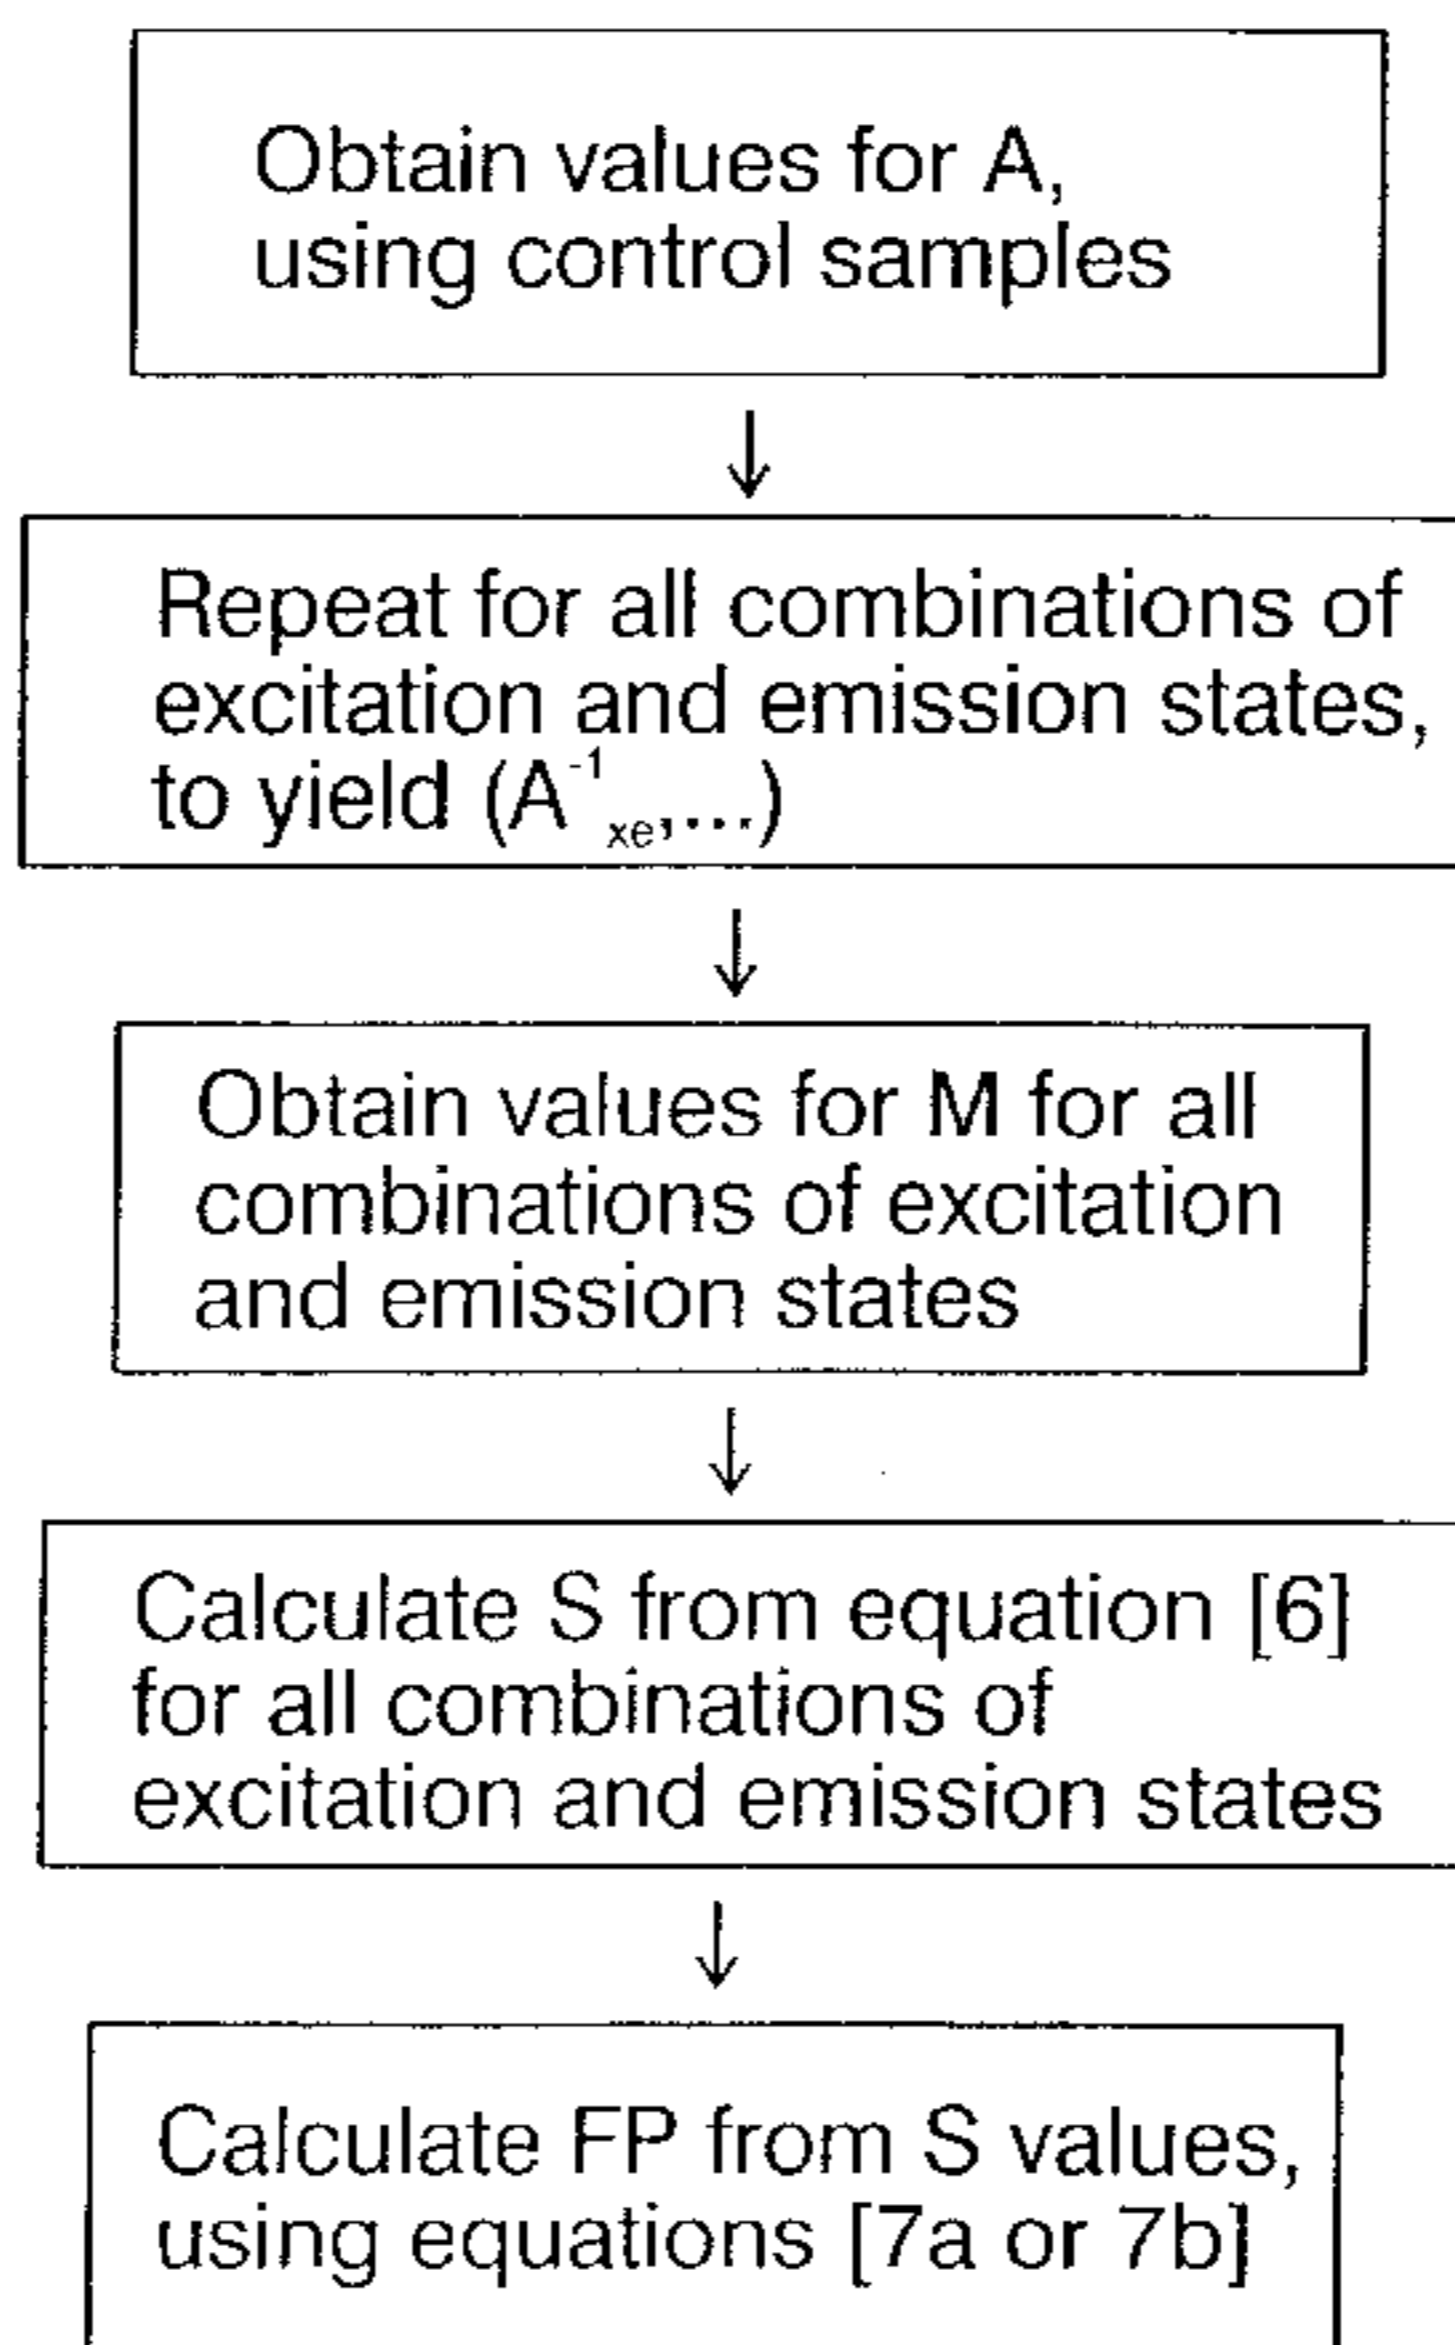 Obtain values for A,
using control samples
Repeat for all combinations of
excitation and emission states,
to yield (A⁻¹ₓₑ,...)
Obtain values for M for all
combinations of excitation
and emission states
Calculate S from equation [6]
for all combinations of
excitation and emission states
Calculate FP from S values,
using equations [7a or 7b]